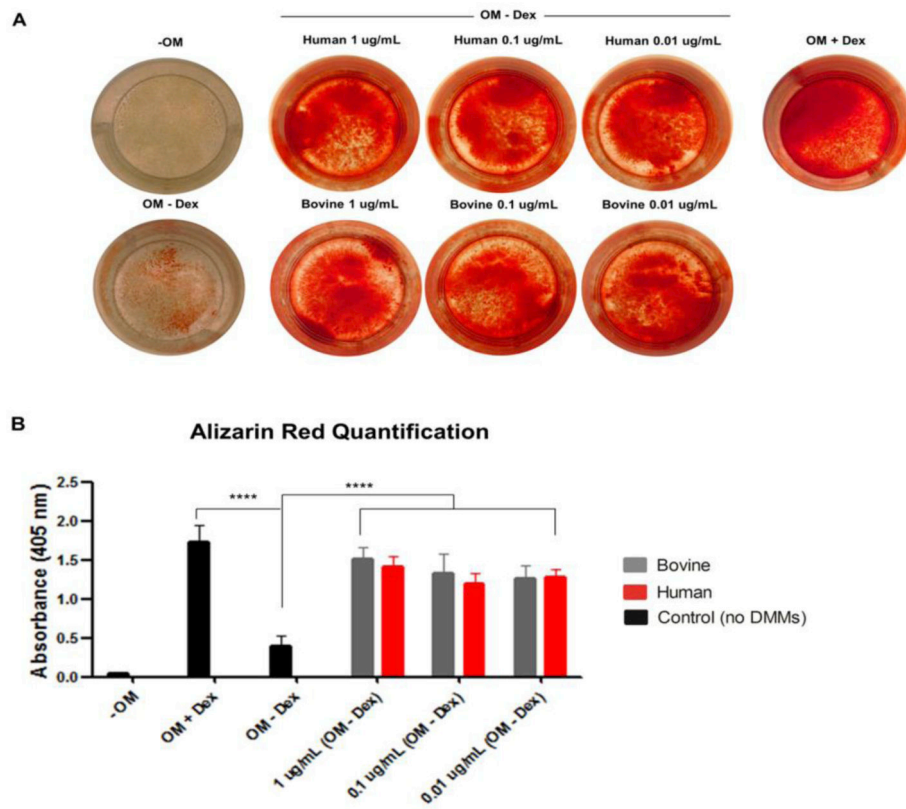 A
OM - Dex
-OM
Human 1 ug/mL
Human 0.1 ug/mL
Human 0.01 ug/mL
OM + Dex
OM - Dex
Bovine 1 ug/mL
Bovine 0.1 ug/mL
Bovine 0.01 ug/mL
B
Alizarin Red Quantification
Absorbance (405 nm)
2.5
2.0
1.5
1.0
0.5
0.0
****
****
-OM
OM + Dex
OM - Dex
1 ug/mL (OM - Dex)
0.1 ug/mL (OM - Dex)
0.01 ug/mL (OM - Dex)
Bovine
Human
Control (no DMMs)